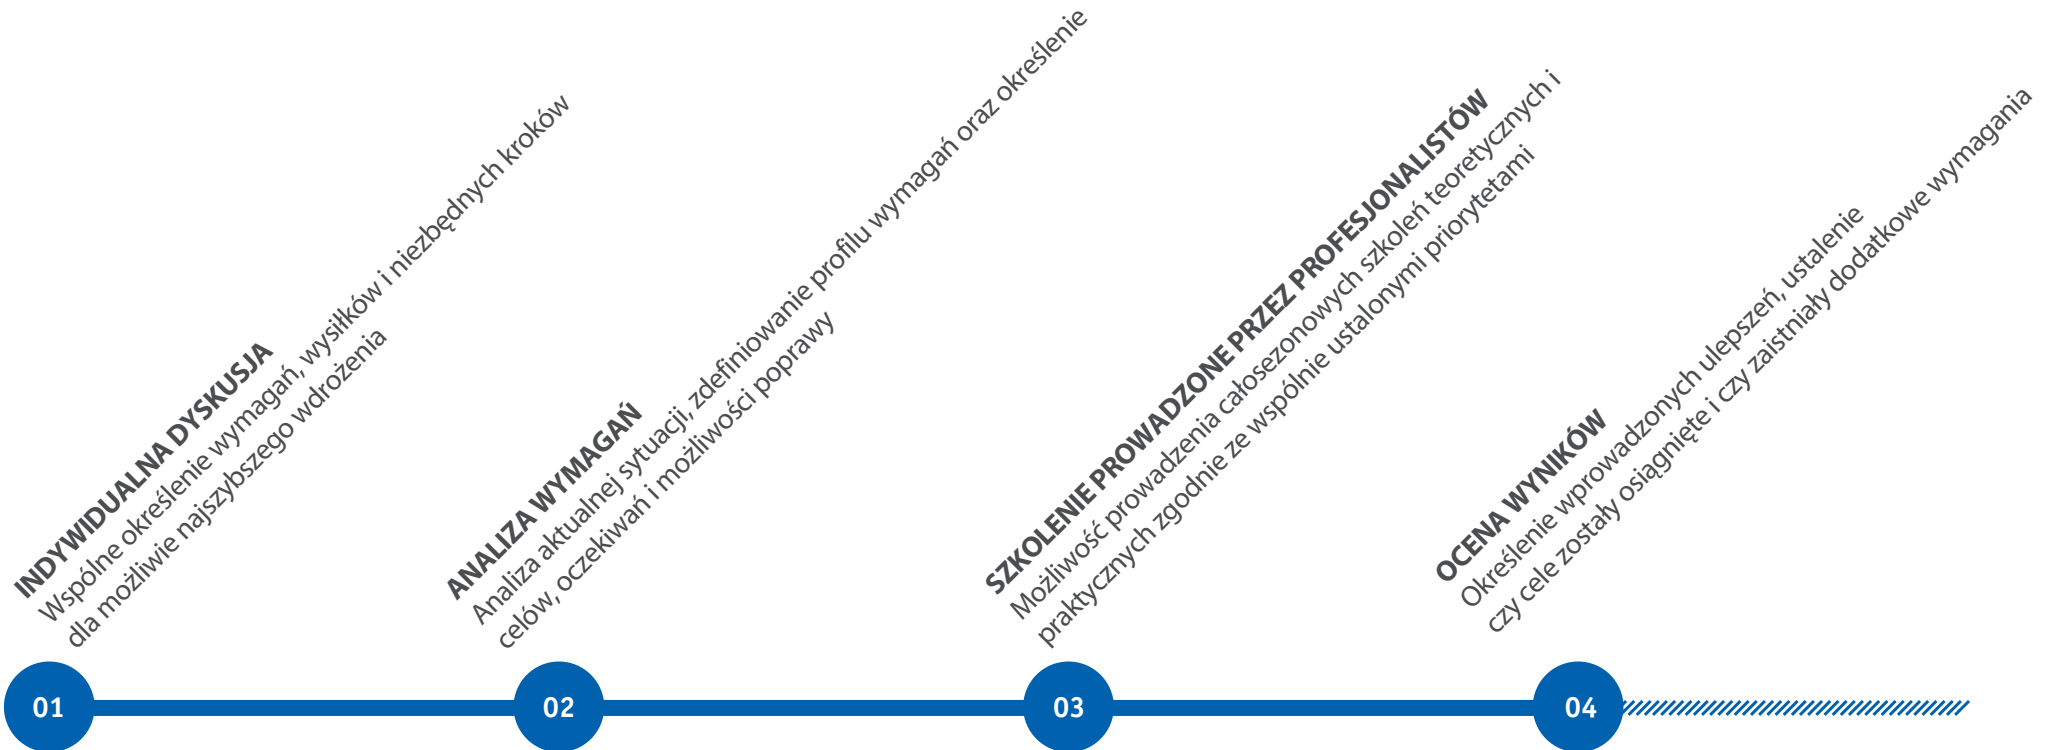 INDYWIDUALNA DYSKUSJA
Wspólne określenie wymagań, wysiłków i niezbędnych kroków
dla możliwie najszybszego wdrożenia
ANALIZA WYMAGAŃ
Analiza aktualnej sytuacji, zdefiniowanie profilu wymagań oraz określenie
celów, oczekiwań i możliwości poprawy
SZKOLENIE PROWADZONE PRZEZ PROFESJONALISTÓW
Możliwość prowadzenia całosezonowych szkoleń teoretycznych i
praktycznych zgodnie ze wspólnie ustalonymi priorytetami
OCENA WYNIKÓW
Określenie wprowadzonych ulepszeń, ustalenie
czy cele zostały osiągnięte i czy zaistniały dodatkowe wymagania
01
02
03
04